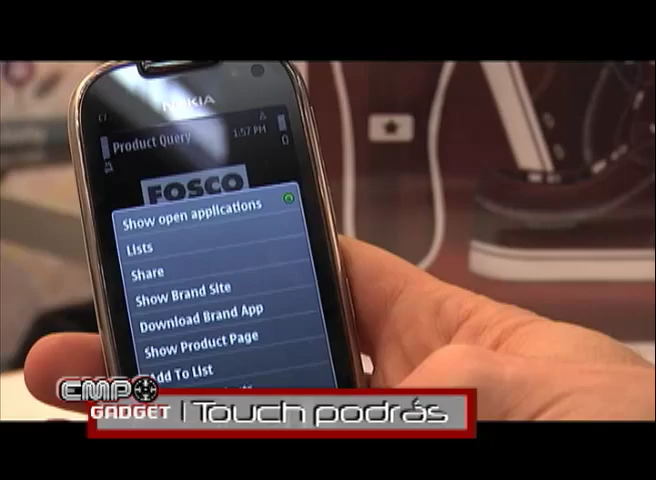 NOKIA
Product Query
1:57 PM
FOSCO
Show open applications
Lists
Share
Show Brand Site
Download Brand App
Show Product Page
Add To List
EMPO
GADGET | Touch podrás